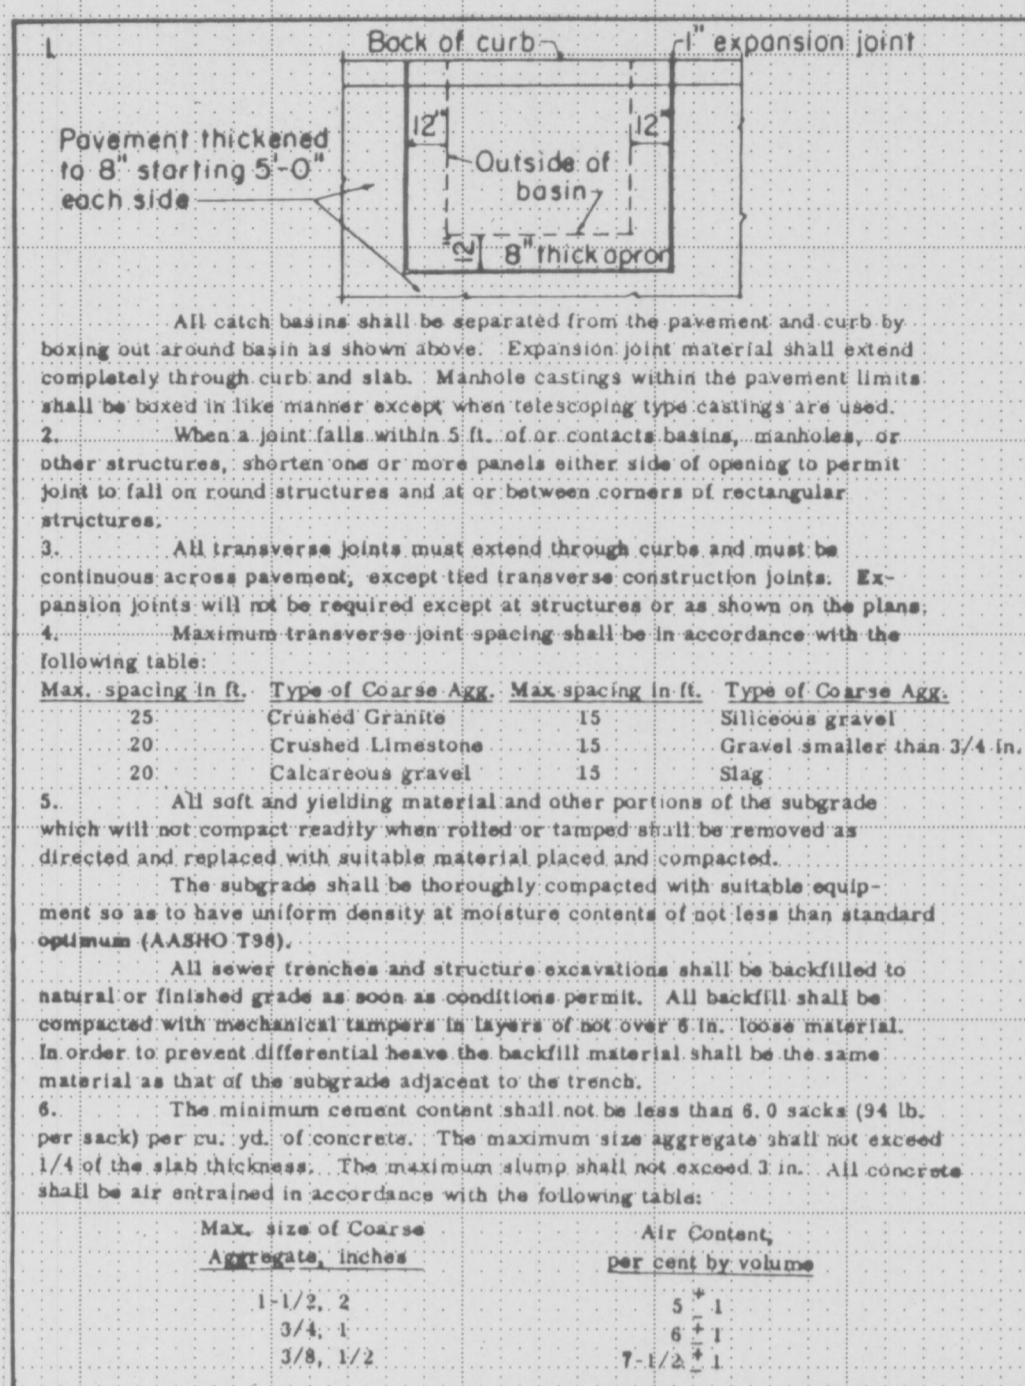 1.
Back of curb
1" expansion joint
12"
12"
Pavement thickened
to 8" starting 5'-0"
each side
Outside of
basin
12"
8" thick apron
All catch basins shall be separated from the pavement and curb by
boxing out around basin as shown above. Expansion joint material shall extend
completely through curb and slab. Manhole castings within the pavement limits
shall be boxed in like manner except when telescoping type castings are used.
2. When a joint falls within 5 ft. of or contacts basins, manholes, or
other structures, shorten one or more panels either side of opening to permit
joint to fall on round structures and at or between corners of rectangular
structures.
3. All transverse joints must extend through curbs and must be
continuous across pavement, except tied transverse construction joints. Ex-
pansion joints will not be required except at structures or as shown on the plans.
4. Maximum transverse joint spacing shall be in accordance with the
following table:
Max. spacing in ft. Type of Coarse Agg. Max spacing in ft. Type of Coarse Agg.
25 Crushed Granite 15 Siliceous gravel
20 Crushed Limestone 15 Gravel smaller than 3/4 in.
20 Calcareous gravel 15 Slag
5. All soft and yielding material and other portions of the subgrade
which will not compact readily when rolled or tamped shall be removed as
directed and replaced with suitable material placed and compacted.
The subgrade shall be thoroughly compacted with suitable equip-
ment so as to have uniform density at moisture contents of not less than standard
optimum (AASHO T98).
All sewer trenches and structure excavations shall be backfilled to
natural or finished grade as soon as conditions permit. All backfill shall be
compacted with mechanical tampers in layers of not over 6 in. loose material.
In order to prevent differential heave the backfill material shall be the same
material as that of the subgrade adjacent to the trench.
6. The minimum cement content shall not be less than 6.0 sacks (94 lb.
per sack) per cu. yd. of concrete. The maximum size aggregate shall not exceed
1/4 of the slab thickness. The maximum slump shall not exceed 3 in. All concrete
shall be air entrained in accordance with the following table:
Max. size of Coarse Air Content,
Aggregate, inches per cent by volume
1-1/2, 2 5 ± 1
3/4, 1 6 ± 1
3/8, 1/2 7-1/2 ± 1